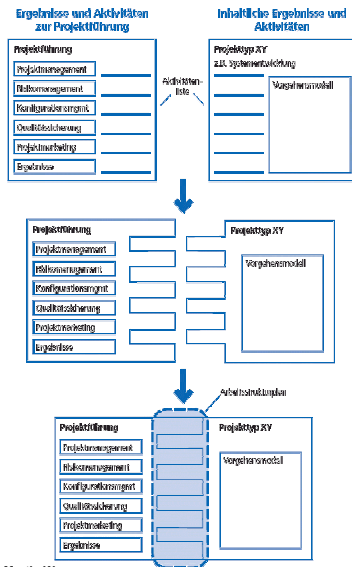 Ergebnisse und Aktivitäten
zur Projektführung
Inhaltliche Ergebnisse und
Aktivitäten
Projektführung
Projektmanagement
Risikomanagement
Konfigurationsmgmt
Qualitätssicherung
Projektmarketing
Ergebnisse
Aktivitäten-
liste
Projekttyp XY
z.B. Systementwicklung
Vorgehensmodell
Projektführung
Projektmanagement
Risikomanagement
Konfigurationsmgmt
Qualitätssicherung
Projektmarketing
Ergebnisse
Projekttyp XY
Vorgehensmodell
Arbeitsstrukturplan
Projektführung
Projektmanagement
Risikomanagement
Konfigurationsmgmt
Qualitätssicherung
Projektmarketing
Ergebnisse
Projekttyp XY
Vorgehensmodell